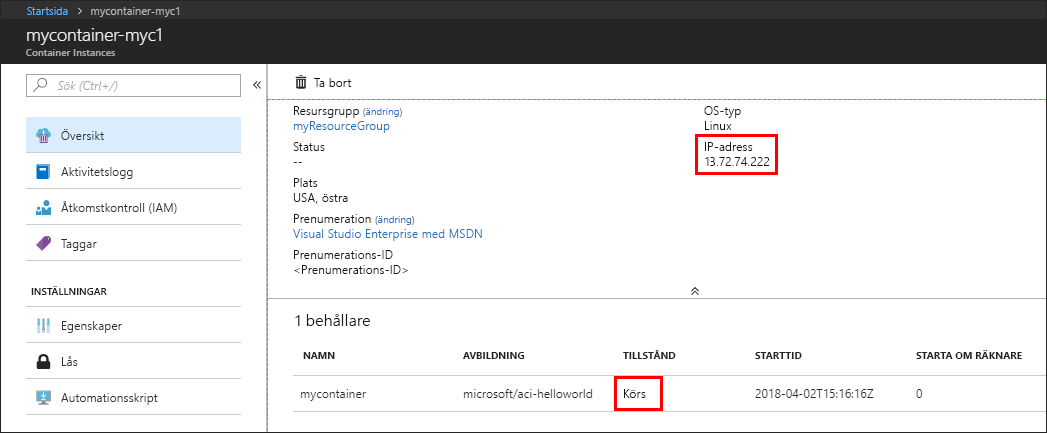 Startsida > mycontainer-myc1
mycontainer-myc1
Container Instances
Sök (Ctrl+/)
Översikt
Aktivitetslogg
Åtkomstkontroll (IAM)
Taggar
INSTÄLLNINGAR
Egenskaper
Lås
Automationsskript
Ta bort
Resursgrupp (ändring)
myResourceGroup
Status
--
Plats
USA, östra
Prenumeration (ändring)
Visual Studio Enterprise med MSDN
Prenumerations-ID
<Prenumerations-ID>
OS-typ
Linux
IP-adress
13.72.74.222
1 behållare
NAMN AVBILDNING TILLSTÅND STARTTID STARTA OM RÄKNARE
mycontainer microsoft/aci-helloworld Körs 2018-04-02T15:16:16Z 0